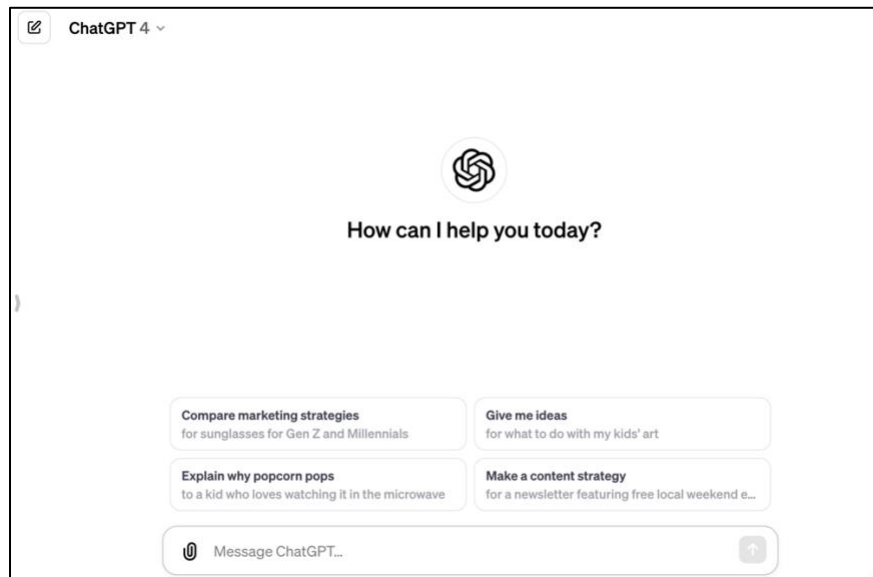 ChatGPT 4
How can I help you today?
Compare marketing strategies
for sunglasses for Gen Z and Millennials
Give me ideas
for what to do with my kids' art
Explain why popcorn pops
to a kid who loves watching it in the microwave
Make a content strategy
for a newsletter featuring free local weekend e...
Message ChatGPT...